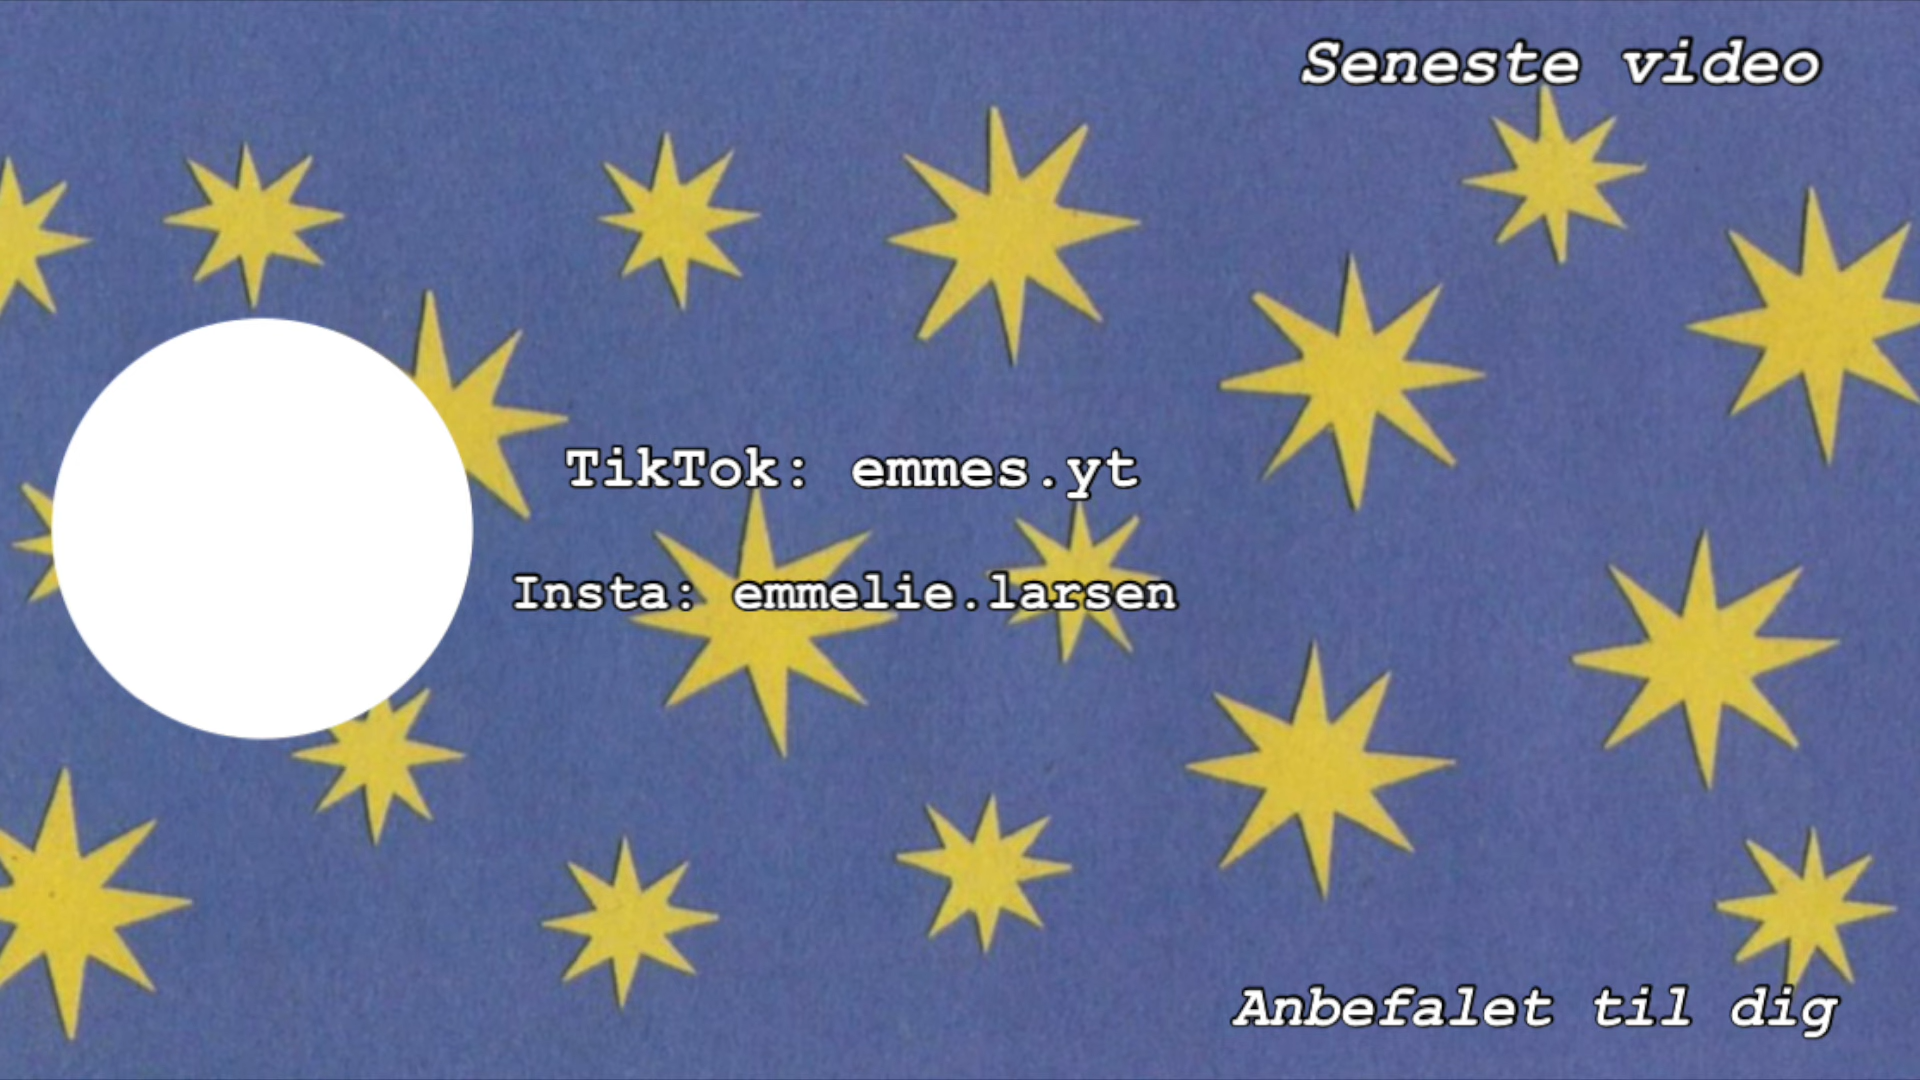 Seneste video
TikTok: emmes.yt
Insta: emmelie.larsen
Anbefalet til dig